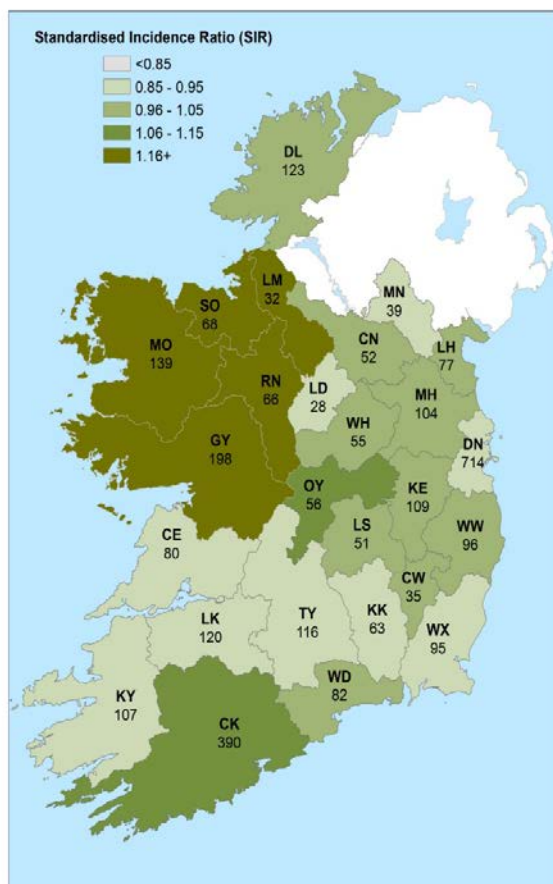 Standardised Incidence Ratio (SIR)
<0.85
0.85 - 0.95
0.96 - 1.05
1.06 - 1.15
1.16+
DL
123
LM
32
SO
68
MN
39
MO
139
CN
52
LH
77
RN
66
LD
28
MH
104
WH
55
DN
714
GY
198
OY
56
KE
109
LS
51
WW
96
CE
80
CW
35
LK
120
TY
116
KK
63
WX
95
KY
107
WD
82
CK
390